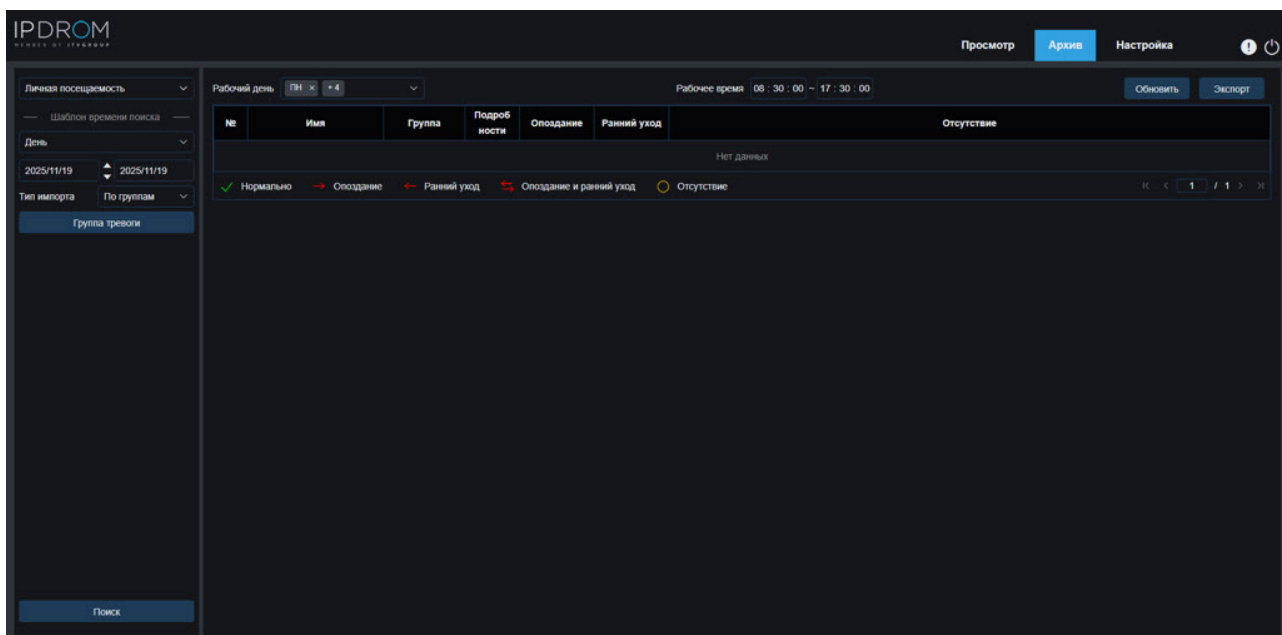 IPDROM
MEMBER OF ITVGROUP
Просмотр Архив Настройка
Личная посещаемость
Рабочий день ПН × + 4 Рабочее время 08 : 30 : 00 ~ 17 : 30 : 00 Обновить Экспорт
Шаблон времени поиска
День
2025/11/19 2025/11/19
Тип импорта По группам
Группа тревоги
№ Имя Группа Подроб
ности Опоздание Ранний уход Отсутствие
Нет данных
Нормально Опоздание Ранний уход Опоздание и ранний уход Отсутствие 1 / 1
Поиск